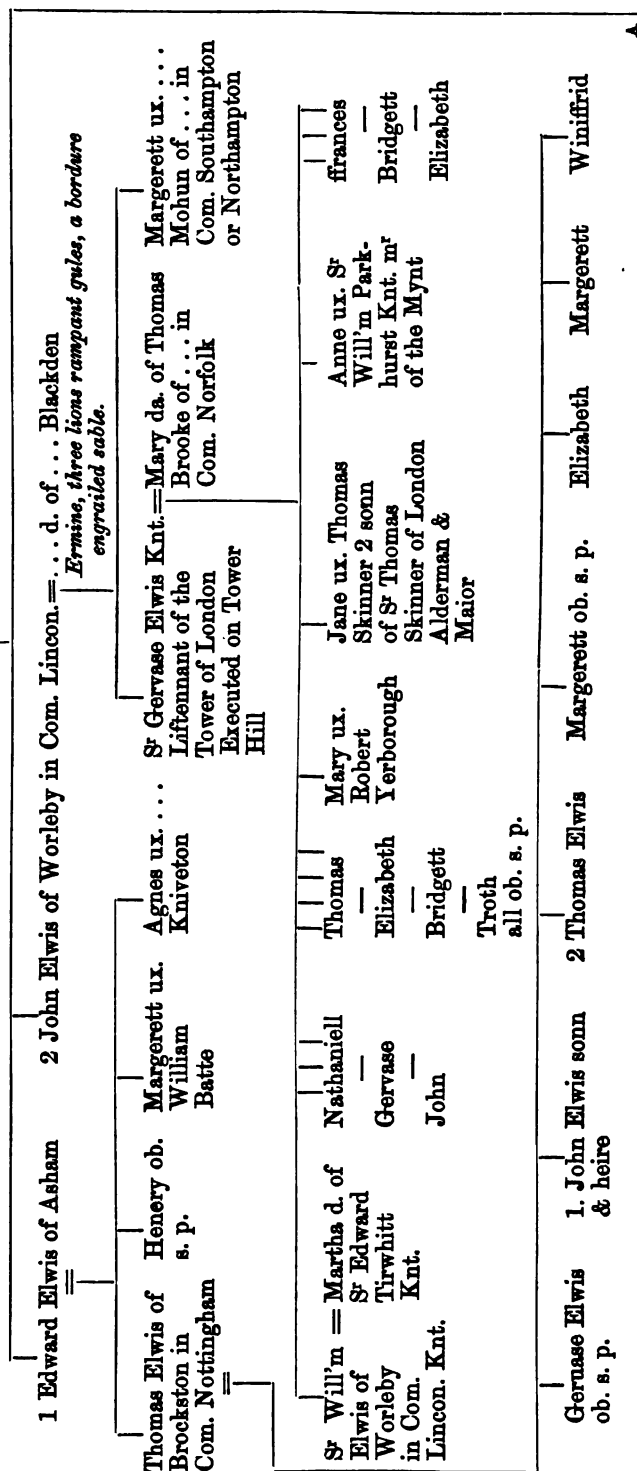 1 Edward Elwis of Asham
2 John Elwis of Worleby in Com. Lincon.=.... d. of ... Blackden
Ermine, three lions rampant gules, a bordure
engrailed sable.
Thomas Elwis of
Brockston in
Com. Nottingham
Henery ob.
s. p.
Margerett ux.
William
Batte
Agnes ux. ....
Kniveton
Sr Gervase Elwis Knt.=Mary da. of Thomas
Liftennant of the
Tower of London
Executed on Tower
Hill
Brooke of ... in
Com. Norfolk
Margerett ux. ....
Mohun of ... in
Com. Southampton
or Northampton
Sr Will'm = Martha d. of
Elwis of
Worleby
in Com.
Lincon. Knt.
Sr Edward
Tirwhitt
Knt.
Nathaniell
—
Gervase
—
John
Thomas
—
Elizabeth
—
Bridgett
—
Troth
all ob. s. p.
Mary ux.
Robert
Yerborough
Jane ux. Thomas
Skinner 2 sonn
of Sr Thomas
Skinner of London
Alderman &
Maior
Anne ux. Sr
Will'm Park-
hurst Knt. mr
of the Mynt
ffrances
—
Bridgett
—
Elizabeth
Geruase Elwis
ob. s. p.
1. John Elwis sonn
& heire
2 Thomas Elwis
Margerett ob. s. p.
Elizabeth
Margerett
Winiffrid
A